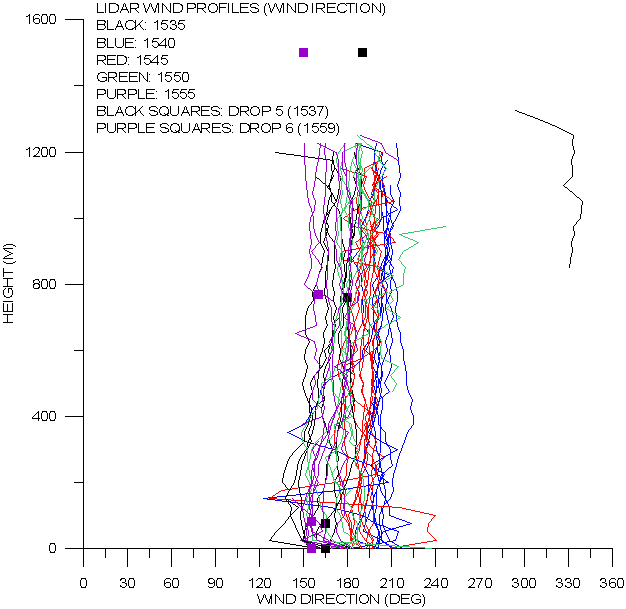 LIDAR WIND PROFILES (WIND IRECTION)
BLACK: 1535
BLUE: 1540
RED: 1545
GREEN: 1550
PURPLE: 1555
BLACK SQUARES: DROP 5 (1537)
PURPLE SQUARES: DROP 6 (1559)
1600
1200
800
400
0
HEIGHT (M)
0 30 60 90 120 150 180 210 240 270 300 330 360
WIND DIRECTION (DEG)